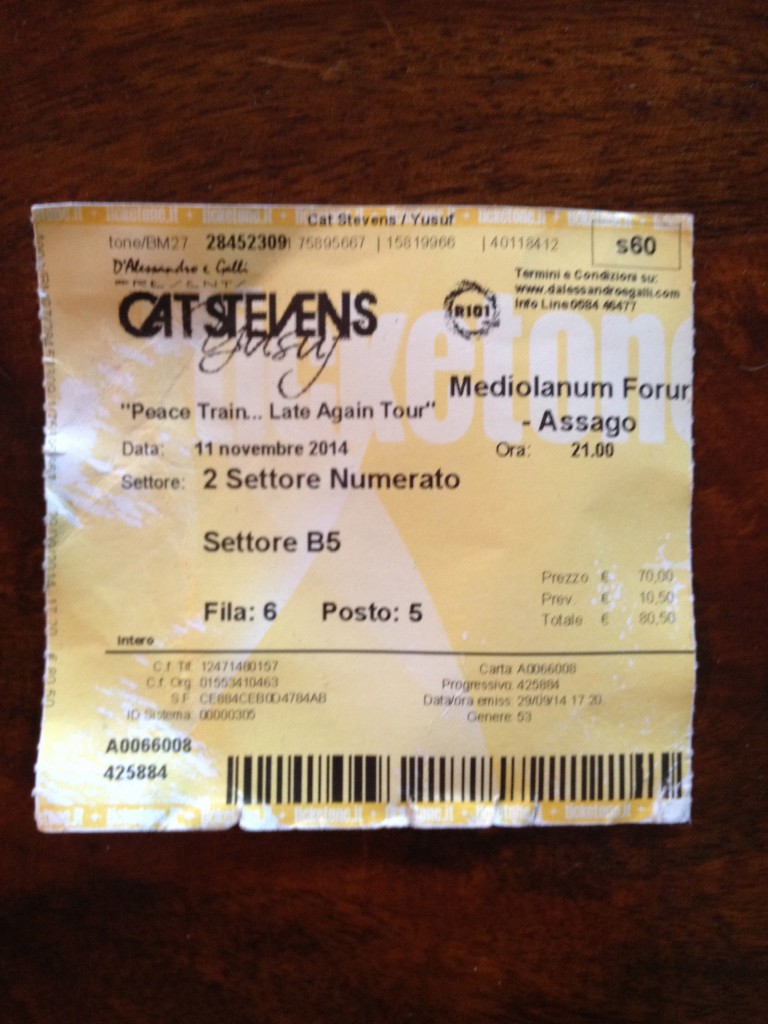 Cat Stevens / Yusuf
tone/BM27 28452309| 75895667 | 15819966 | 40118412 s60
D'Alessandro e Galli
PRESENTA
CAT STEVENS
Yusuf
R101
Termini e Condizioni su:
www.dalessandroegalli.com
Info Line 0584 46477
ticketone
"Peace Train... Late Again Tour"
Mediolanum Forur
- Assago
Data: 11 novembre 2014 Ora: 21.00
Settore: 2 Settore Numerato
Settore B5
Fila: 6 Posto: 5
Prezzo € 70,00
Prev. € 10,50
Totale € 80,50
Intero
C.f. Tit. 12471480157
C.f. Org. 01553410463
S.F. CE884CEB0D4784AB
ID Sistema: 00000305
Carta: A0066008
Progressivo: 425884
Data/ora emiss: 29/09/14 17.20
Genere: 53
A0066008
425884